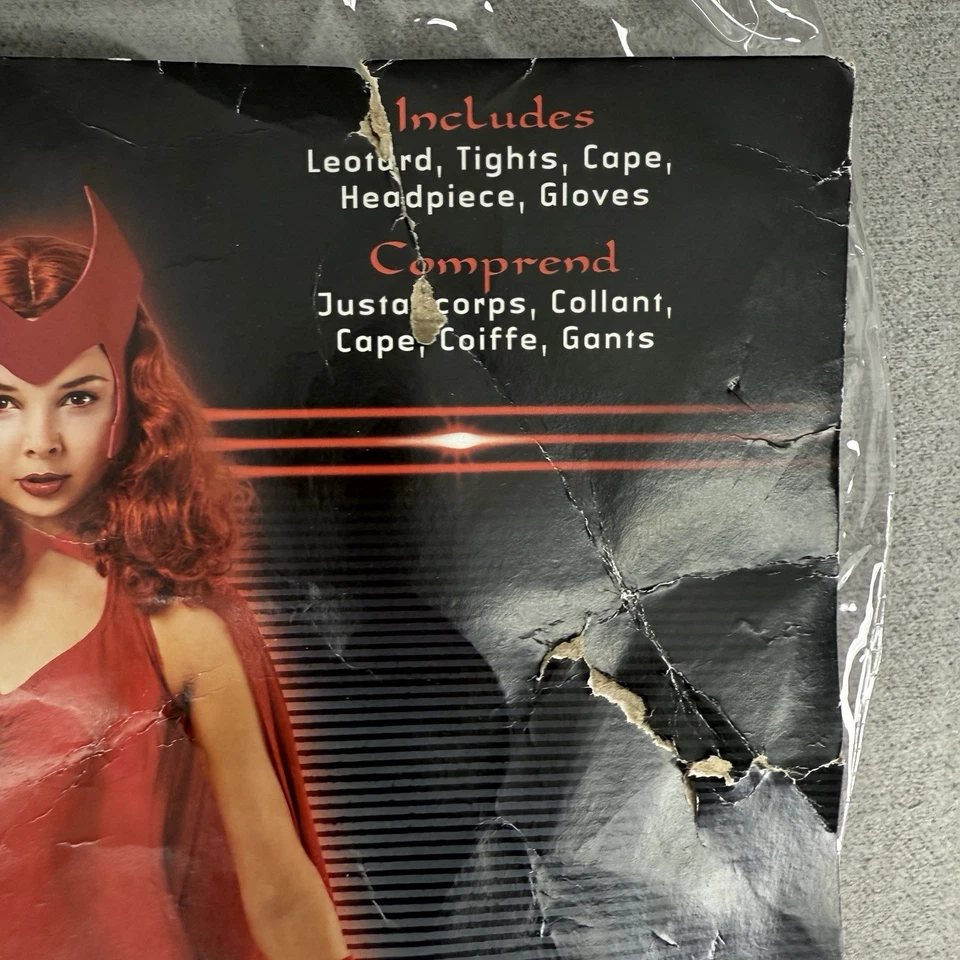 Includes
Leotard, Tights, Cape,
Headpiece, Gloves
Comprend
Justaucorps, Collant,
Cape, Coiffe, Gants